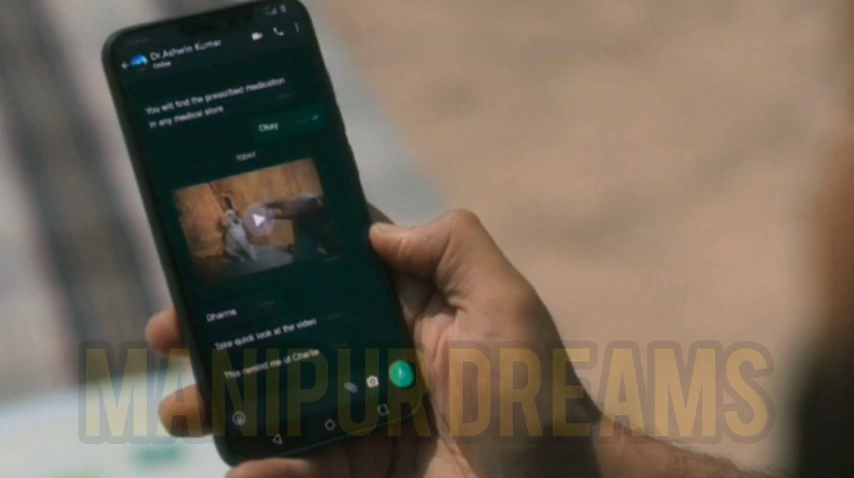 Dr.Ashwin Kumar
Online
You will find the prescribed medication
in any medical store
Okay
TODAY
Dharma
Take quick look at the video
This remind me of Charlie
MANIPUR DREAMS